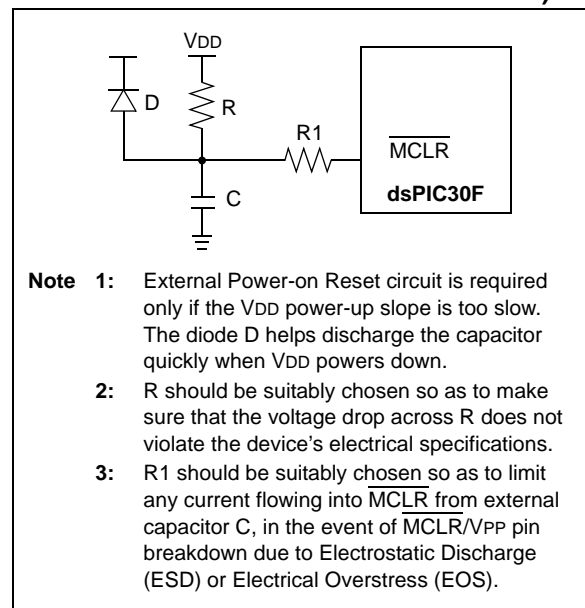 VDD
D
R
R1
C
MCLR
dsPIC30F
Note 1: External Power-on Reset circuit is required
only if the VDD power-up slope is too slow.
The diode D helps discharge the capacitor
quickly when VDD powers down.
2: R should be suitably chosen so as to make
sure that the voltage drop across R does not
violate the device's electrical specifications.
3: R1 should be suitably chosen so as to limit
any current flowing into MCLR from external
capacitor C, in the event of MCLR/VPP pin
breakdown due to Electrostatic Discharge
(ESD) or Electrical Overstress (EOS).